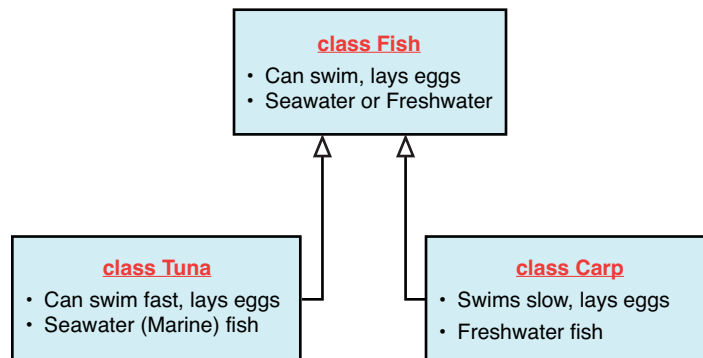 class Fish
• Can swim, lays eggs
• Seawater or Freshwater
class Tuna
• Can swim fast, lays eggs
• Seawater (Marine) fish
class Carp
• Swims slow, lays eggs
• Freshwater fish